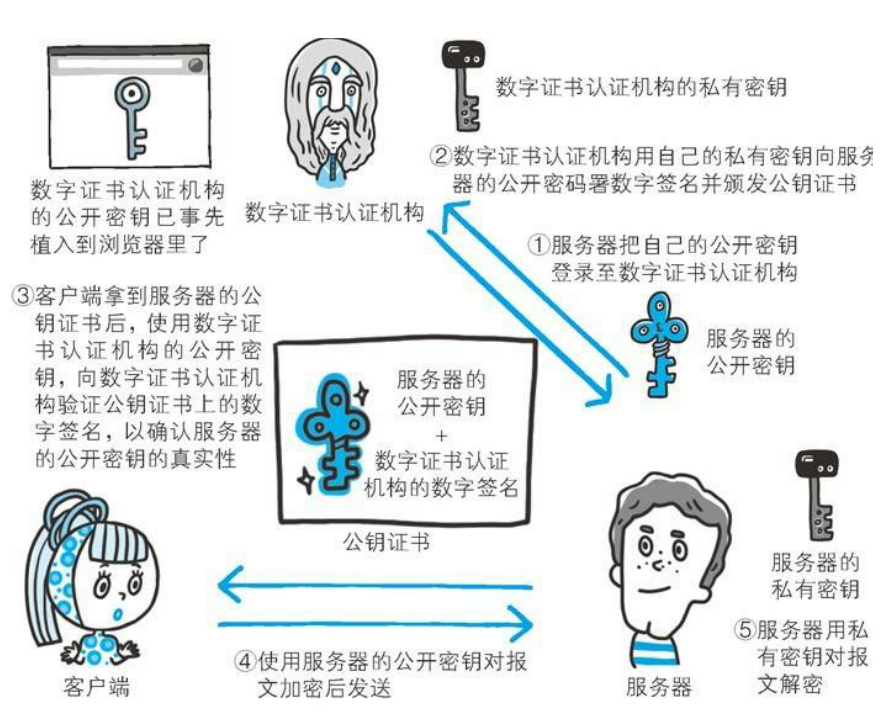 数字证书认证机构的私有密钥
②数字证书认证机构用自己的私有密钥向服务
器的公开密码署数字签名并颁发公钥证书
数字证书认证机构
的公开密钥已事先
植入到浏览器里了
数字证书认证机构
①服务器把自己的公开密钥
登录至数字证书认证机构
③客户端拿到服务器的公
钥证书后，使用数字证
书认证机构的公开密
钥，向数字证书认证机
构验证公钥证书上的数
字签名，以确认服务器
的公开密钥的真实性
服务器的
公开密钥
服务器的
公开密钥
+
数字证书认证
机构的数字签名
公钥证书
服务器的
私有密钥
④使用服务器的公开密钥对报
文加密后发送
⑤服务器用私
有密钥对报
文解密
客户端
服务器